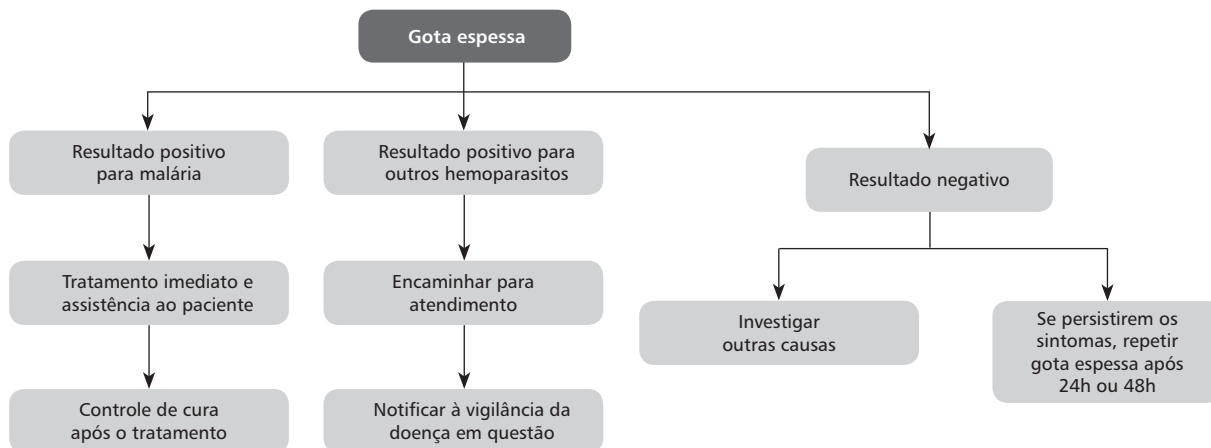 Gota espessa
Resultado positivo
para malária
Resultado positivo para
outros hemoparasitos
Resultado negativo
Tratamento imediato e
assistência ao paciente
Encaminhar para
atendimento
Investigar
outras causas
Se persistirem os
sintomas, repetir
gota espessa após
24h ou 48h
Controle de cura
após o tratamento
Notificar à vigilância da
doença em questão